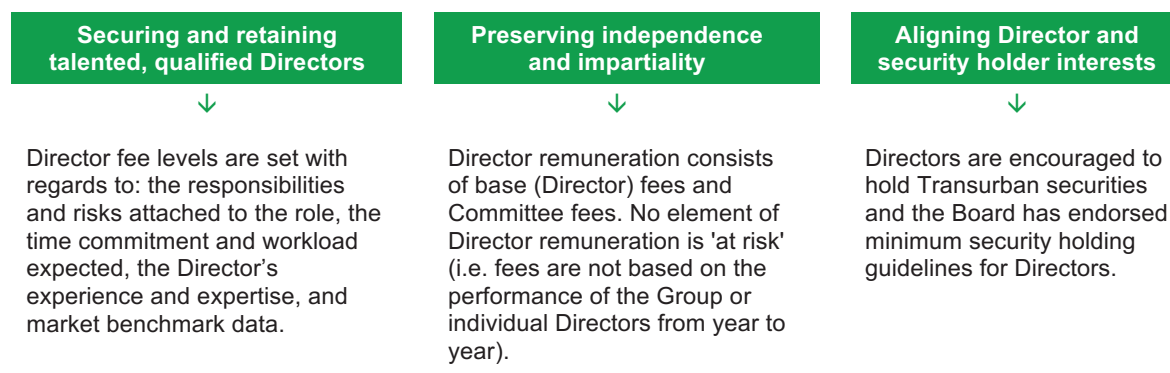 Securing and retaining
talented, qualified Directors
Director fee levels are set with
regards to: the responsibilities
and risks attached to the role, the
time commitment and workload
expected, the Director’s
experience and expertise, and
market benchmark data.
Preserving independence
and impartiality
Director remuneration consists
of base (Director) fees and
Committee fees. No element of
Director remuneration is 'at risk'
(i.e. fees are not based on the
performance of the Group or
individual Directors from year to
year).
Aligning Director and
security holder interests
Directors are encouraged to
hold Transurban securities
and the Board has endorsed
minimum security holding
guidelines for Directors.